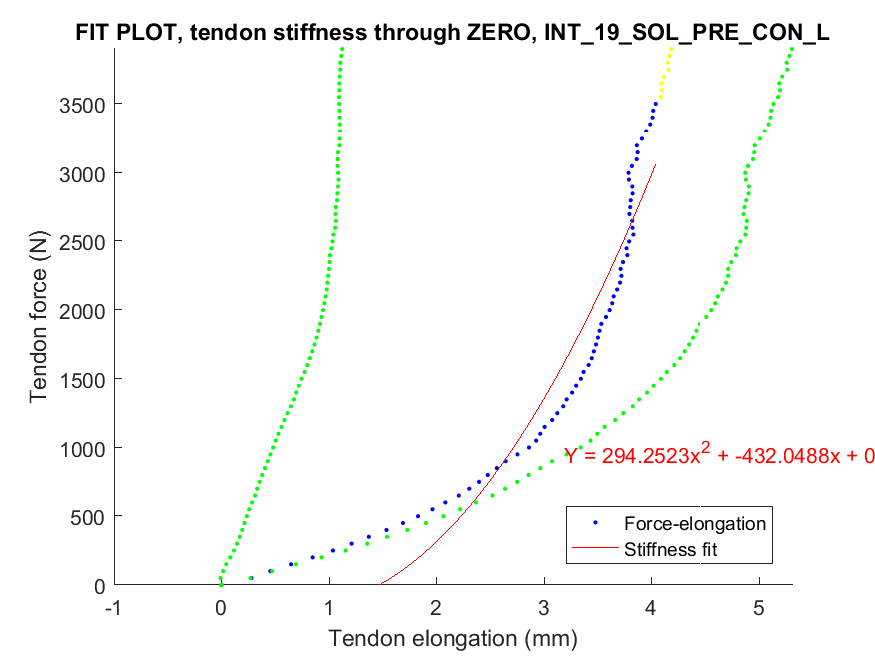 FIT PLOT, tendon stiffness through ZERO, INT_19_SOL_PRE_CON_L
3500
3000
2500
2000
1500
1000
500
0
Tendon force (N)
Y = 294.2523x² + -432.0488x + 0
Force-elongation
Stiffness fit
-1 0 1 2 3 4 5
Tendon elongation (mm)